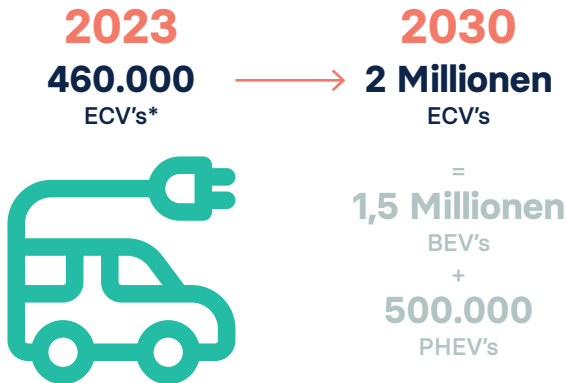 2023
460.000
ECV's*
2030
2 Millionen
ECV's
=
1,5 Millionen
BEV's
+
500.000
PHEV's